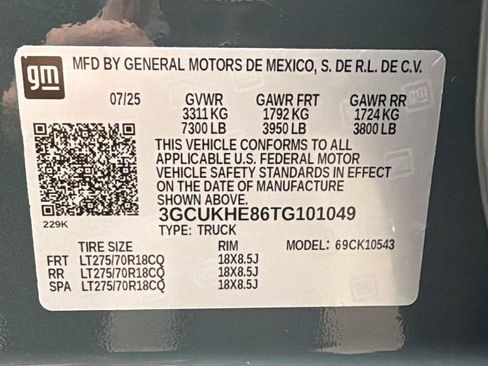 gm
MFD BY GENERAL MOTORS DE MEXICO, S. DE R.L. DE C.V.
07/25 GVWR GAWR FRT GAWR RR
3311 KG 1792 KG 1724 KG
7300 LB 3950 LB 3800 LB
THIS VEHICLE CONFORMS TO ALL
APPLICABLE U.S. FEDERAL MOTOR
VEHICLE SAFETY STANDARDS IN EFFECT
ON THE DATE OF MANUFACTURE
SHOWN ABOVE.
3GCUKHE86TG101049
229K
TYPE: TRUCK MODEL: 69CK10543
TIRE SIZE RIM
FRT LT275/70R18CQ 18X8.5J
RR LT275/70R18CQ 18X8.5J
SPA LT275/70R18CQ 18X8.5J